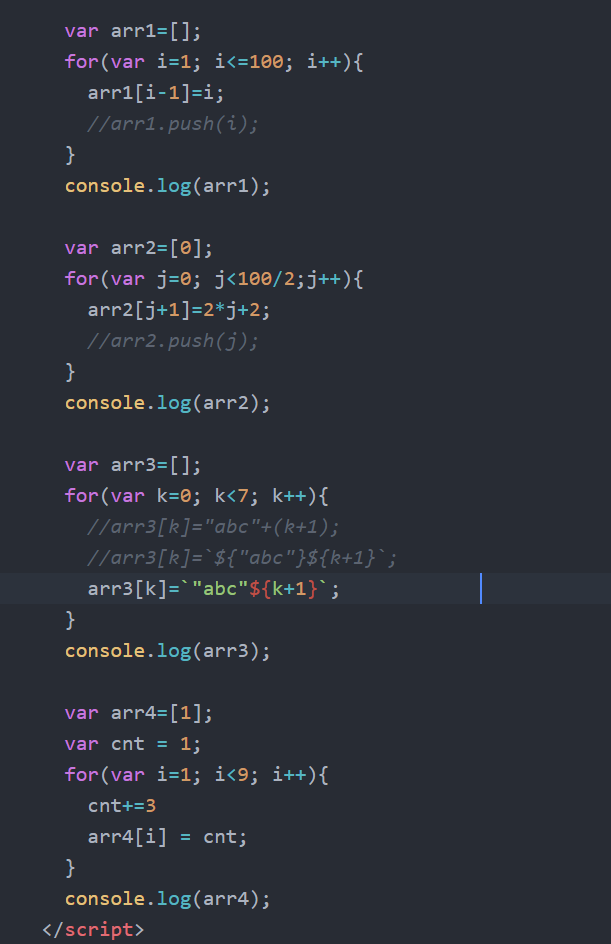 var arr1=[];
for(var i=1; i<=100; i++){
arr1[i-1]=i;
//arr1.push(i);
}
console.log(arr1);
var arr2=[0];
for(var j=0; j<100/2;j++){
arr2[j+1]=2*j+2;
//arr2.push(j);
}
console.log(arr2);
var arr3=[];
for(var k=0; k<7; k++){
//arr3[k]="abc"+(k+1);
//arr3[k]=`${"abc"}${k+1}`;
arr3[k]=`"abc"${k+1}`;
}
console.log(arr3);
var arr4=[1];
var cnt = 1;
for(var i=1; i<9; i++){
cnt+=3
arr4[i] = cnt;
}
console.log(arr4);
</script>